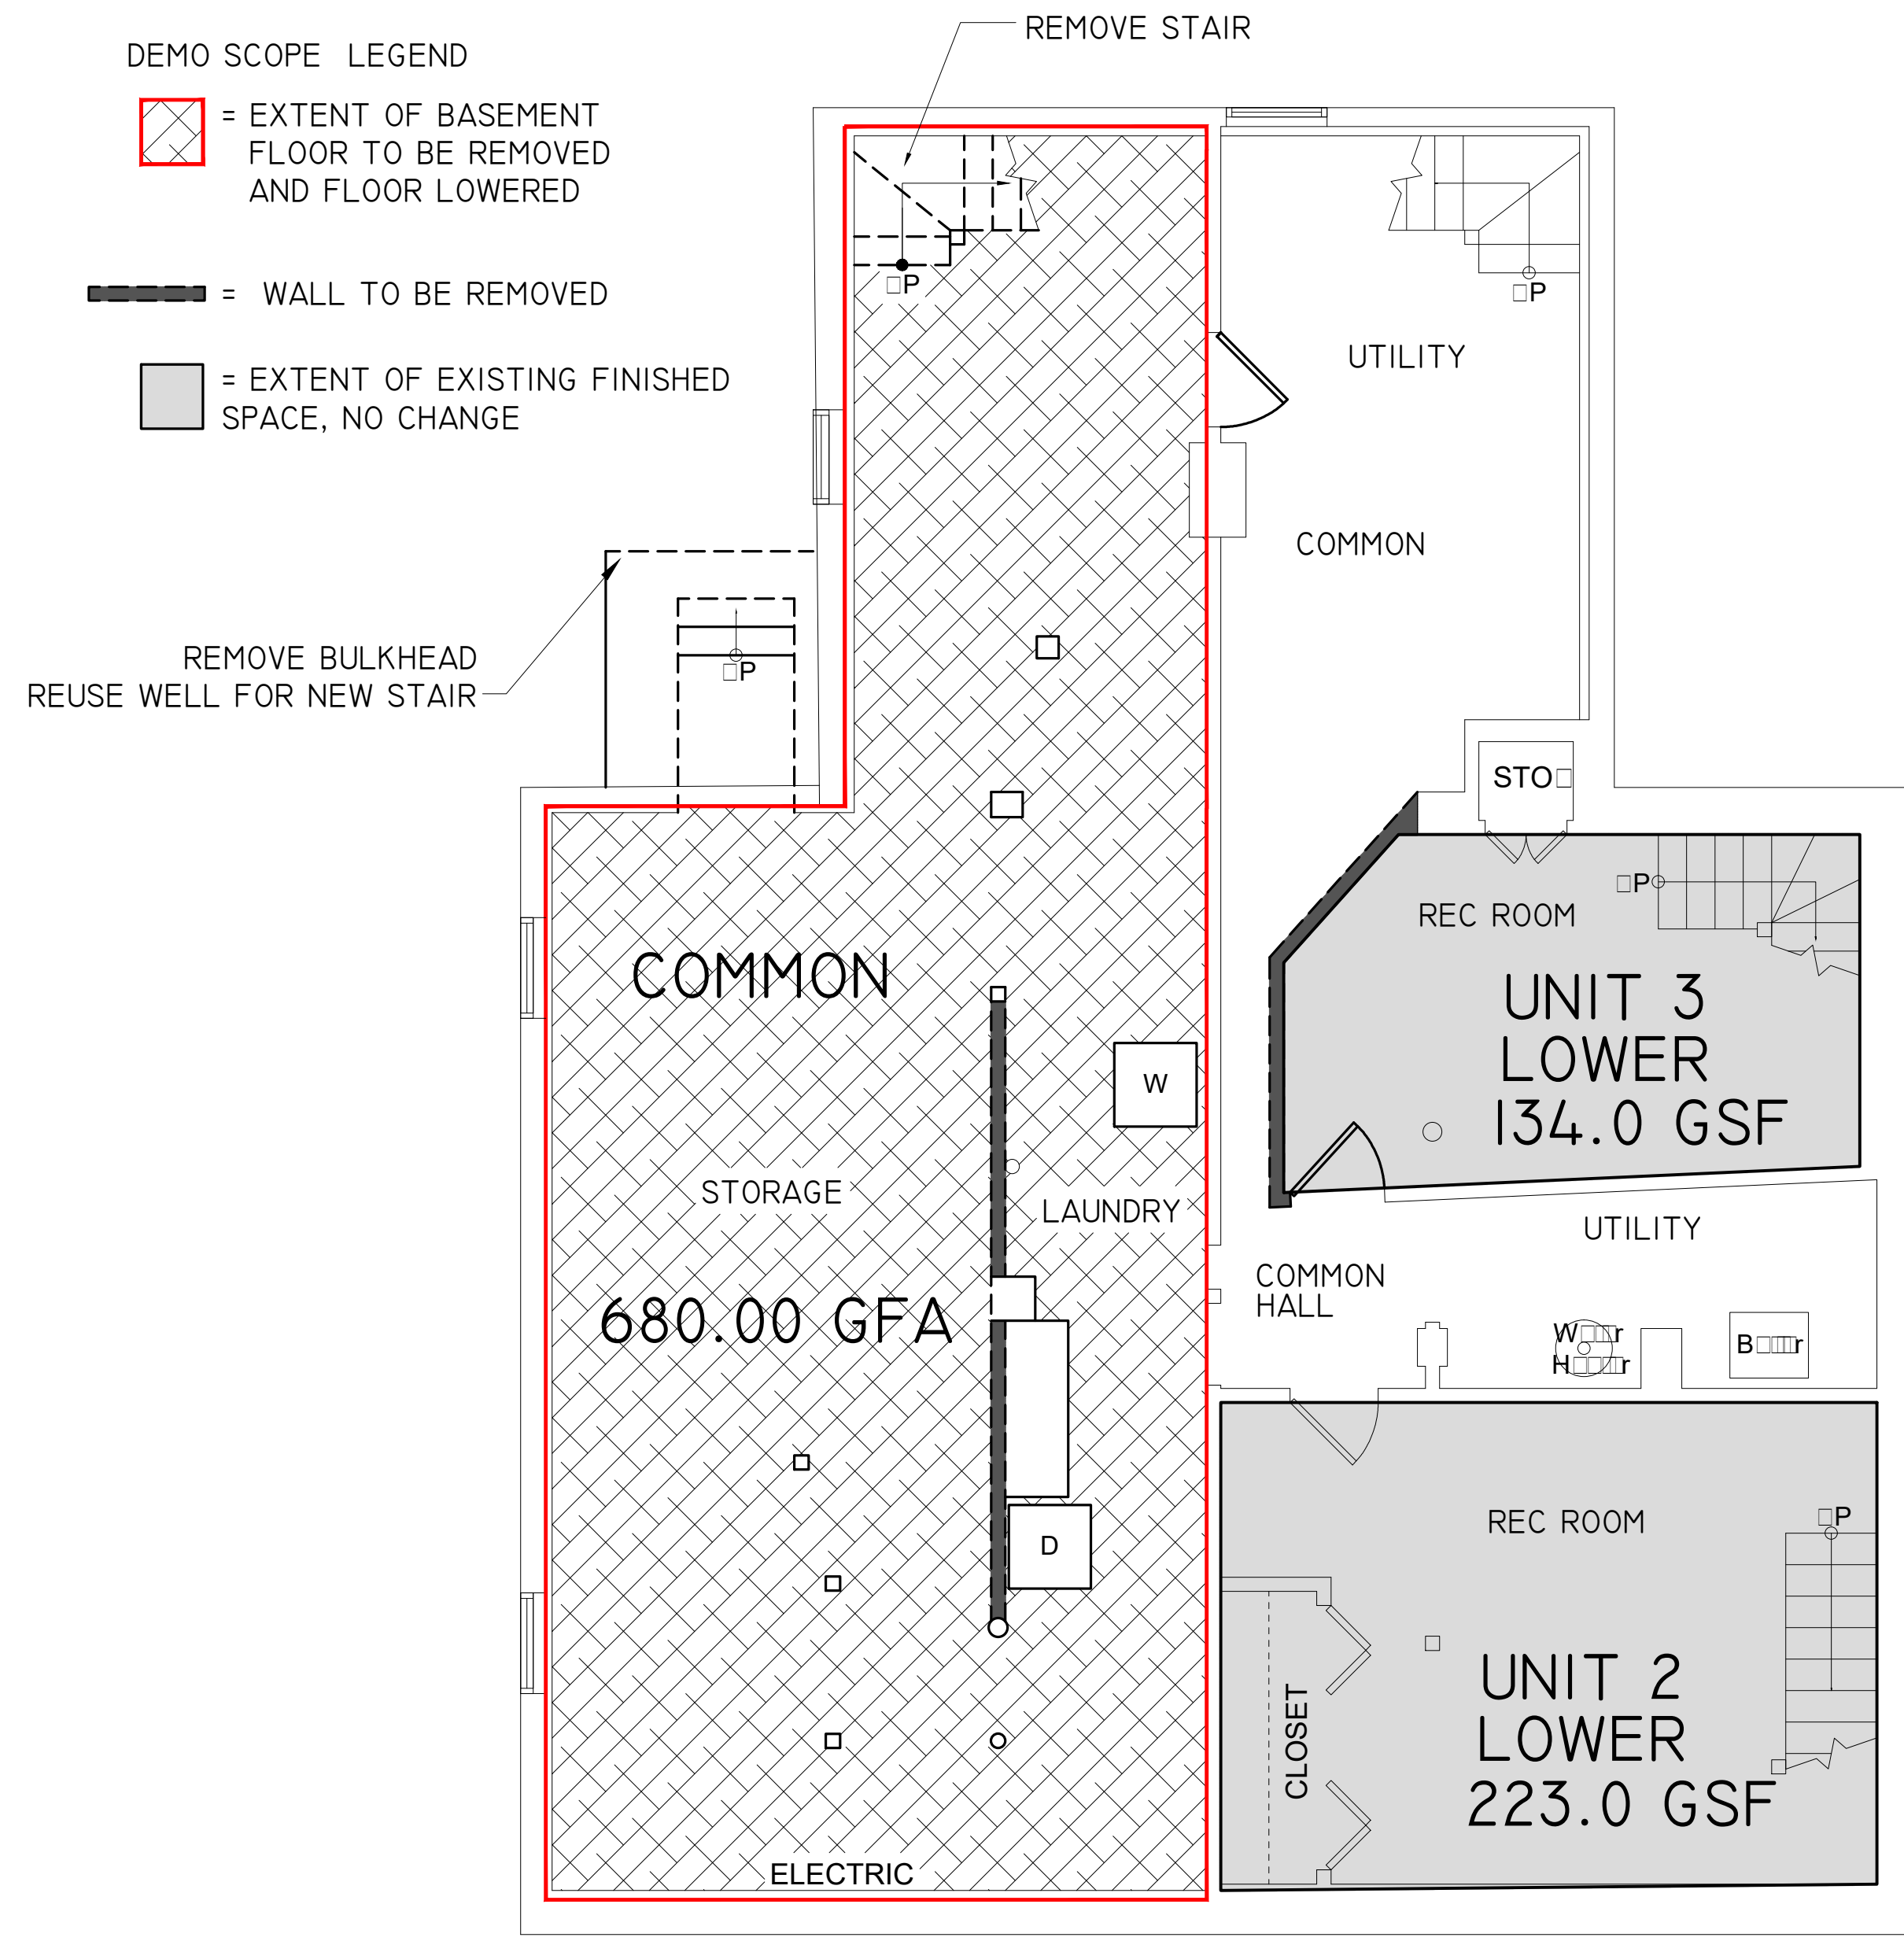 REMOVE STAIR
DEMO SCOPE LEGEND
= EXTENT OF BASEMENT
FLOOR TO BE REMOVED
AND FLOOR LOWERED
= WALL TO BE REMOVED
= EXTENT OF EXISTING FINISHED
SPACE, NO CHANGE
□P
□P
UTILITY
COMMON
REMOVE BULKHEAD
REUSE WELL FOR NEW STAIR
□P
STO□
□P
REC ROOM
COMMON
UNIT 3
LOWER
134.0 GSF
W
STORAGE
LAUNDRY
UTILITY
COMMON
HALL
680.00 GFA
W□□□r
H□□□□r
B□□□□r
D
REC ROOM
□P
UNIT 2
LOWER
223.0 GSF
CLOSET
ELECTRIC